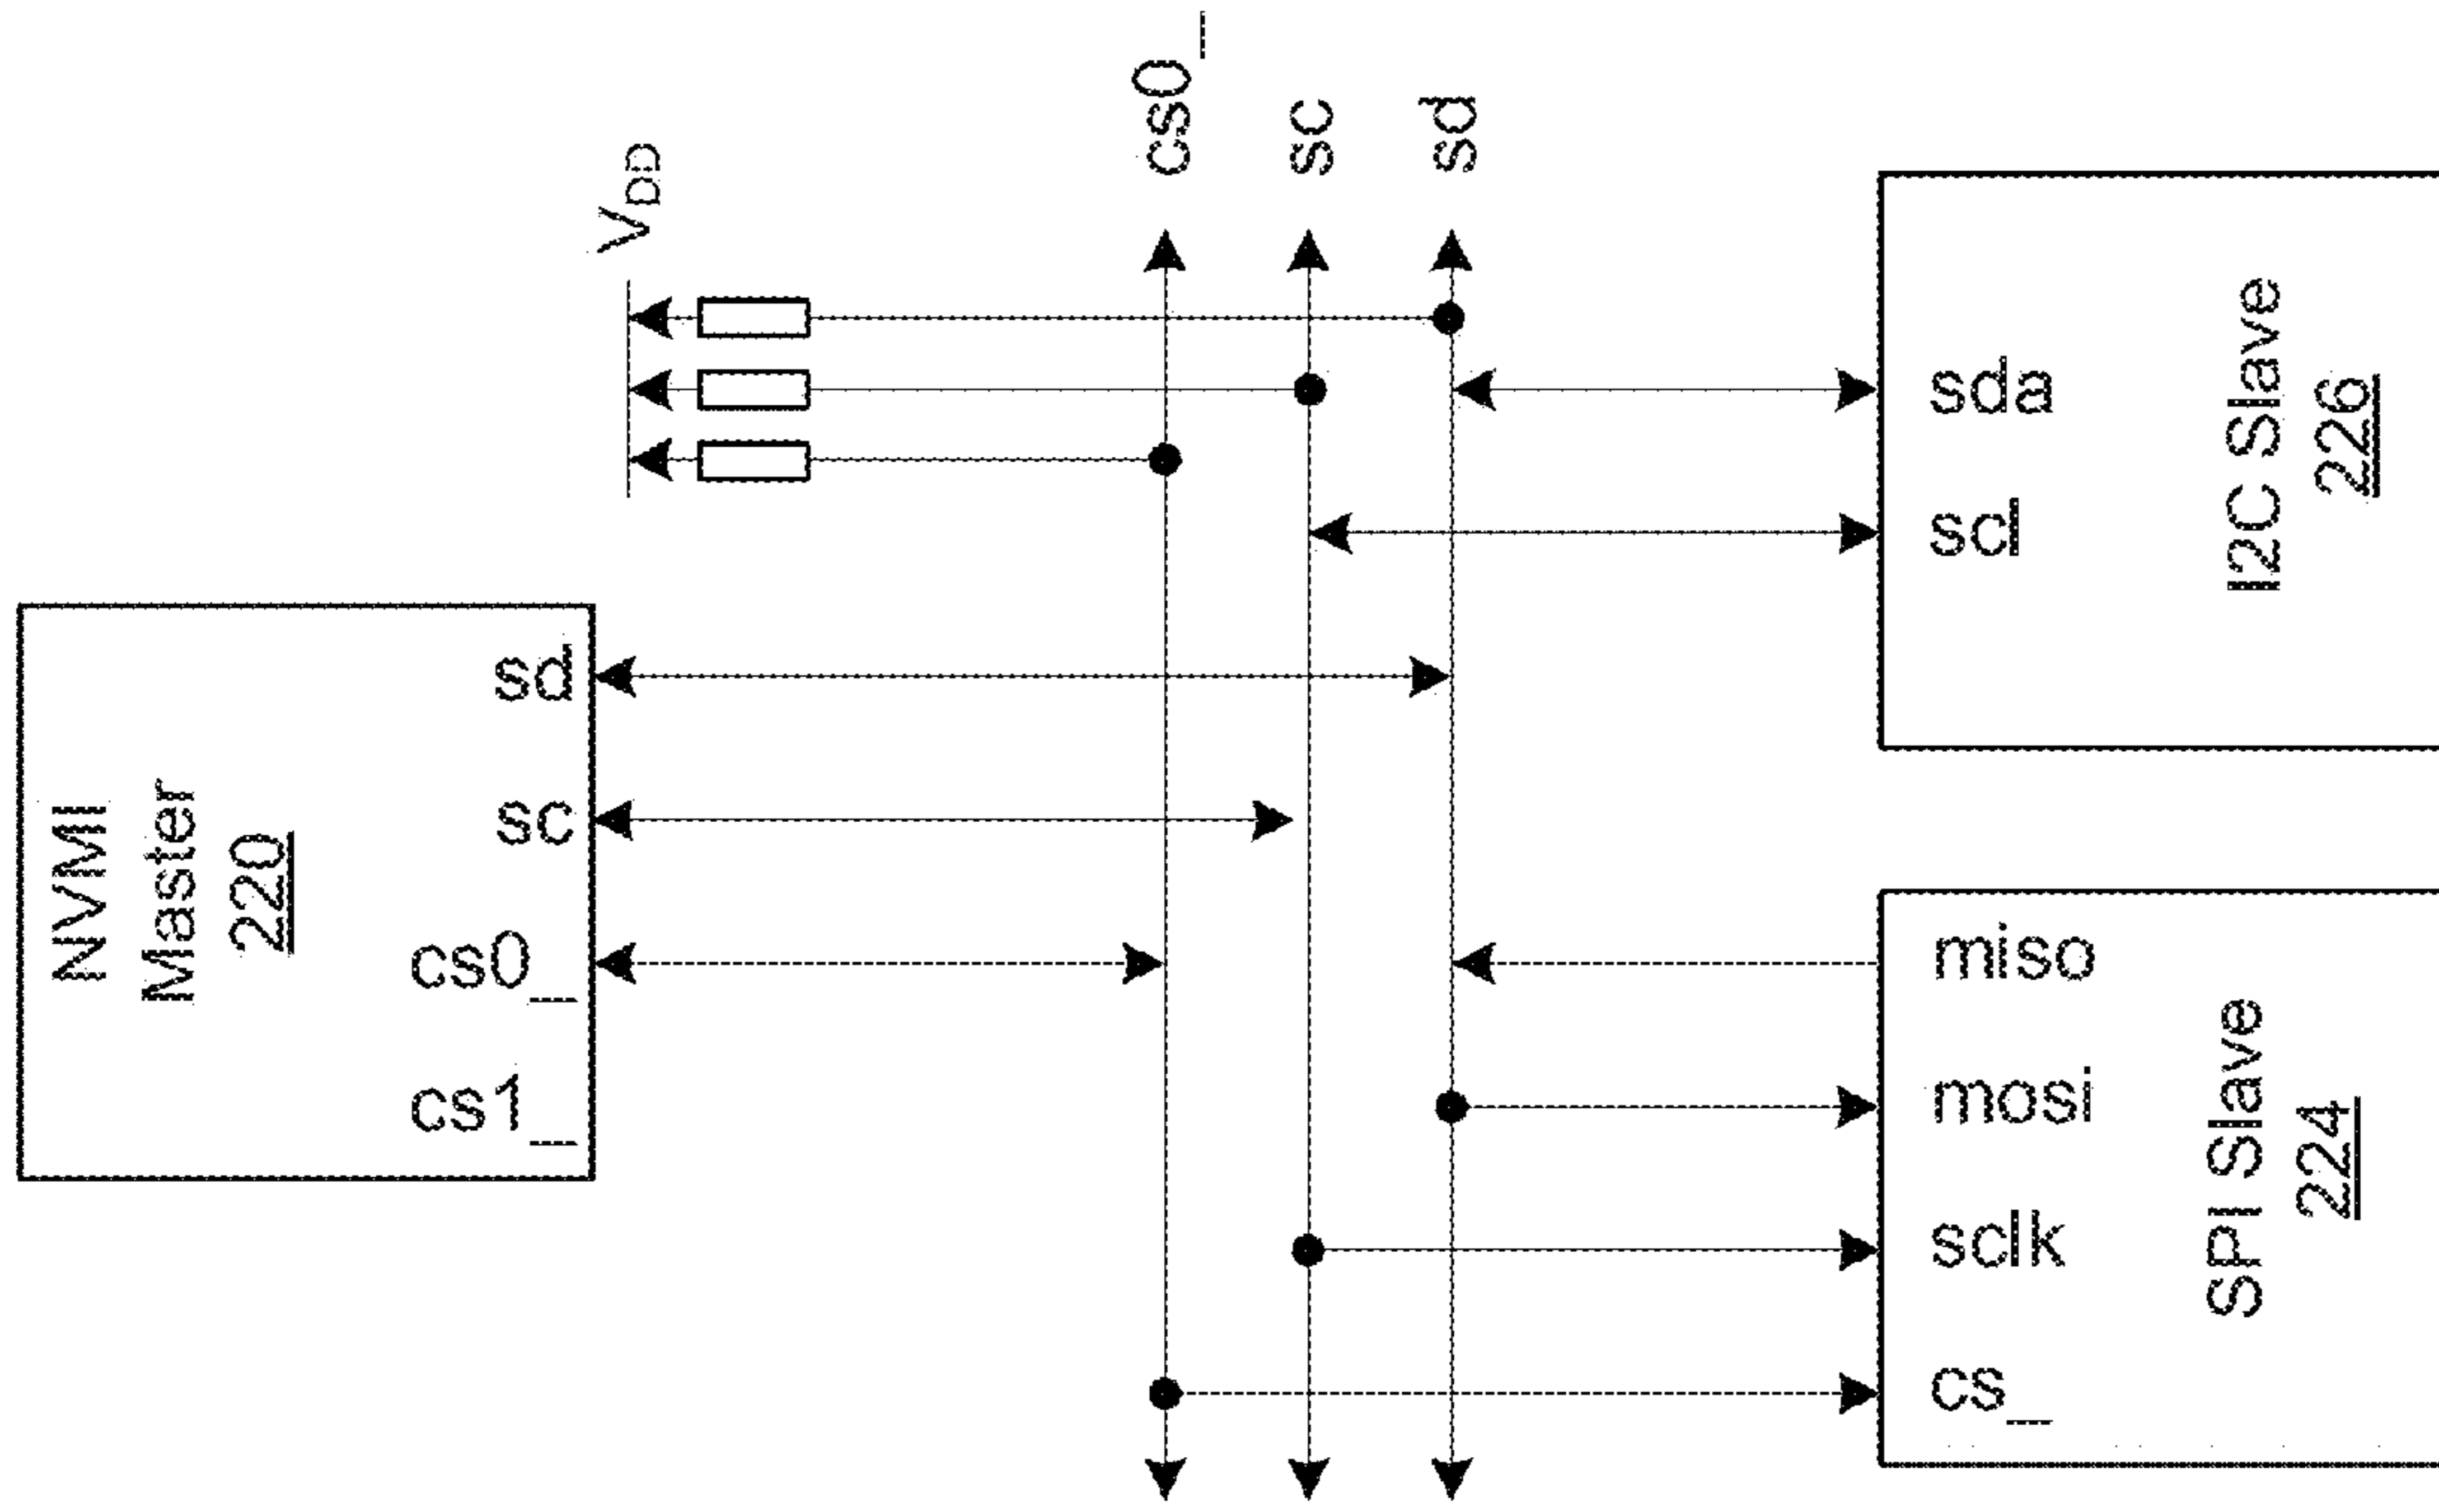 NVMI
Master
220
sd
sc
cs0_
cs1_
VDD
cs0_
sc
sd
sda
scl
I2C Slave
226
miso
mosi
sclk
cs_
SPI Slave
224